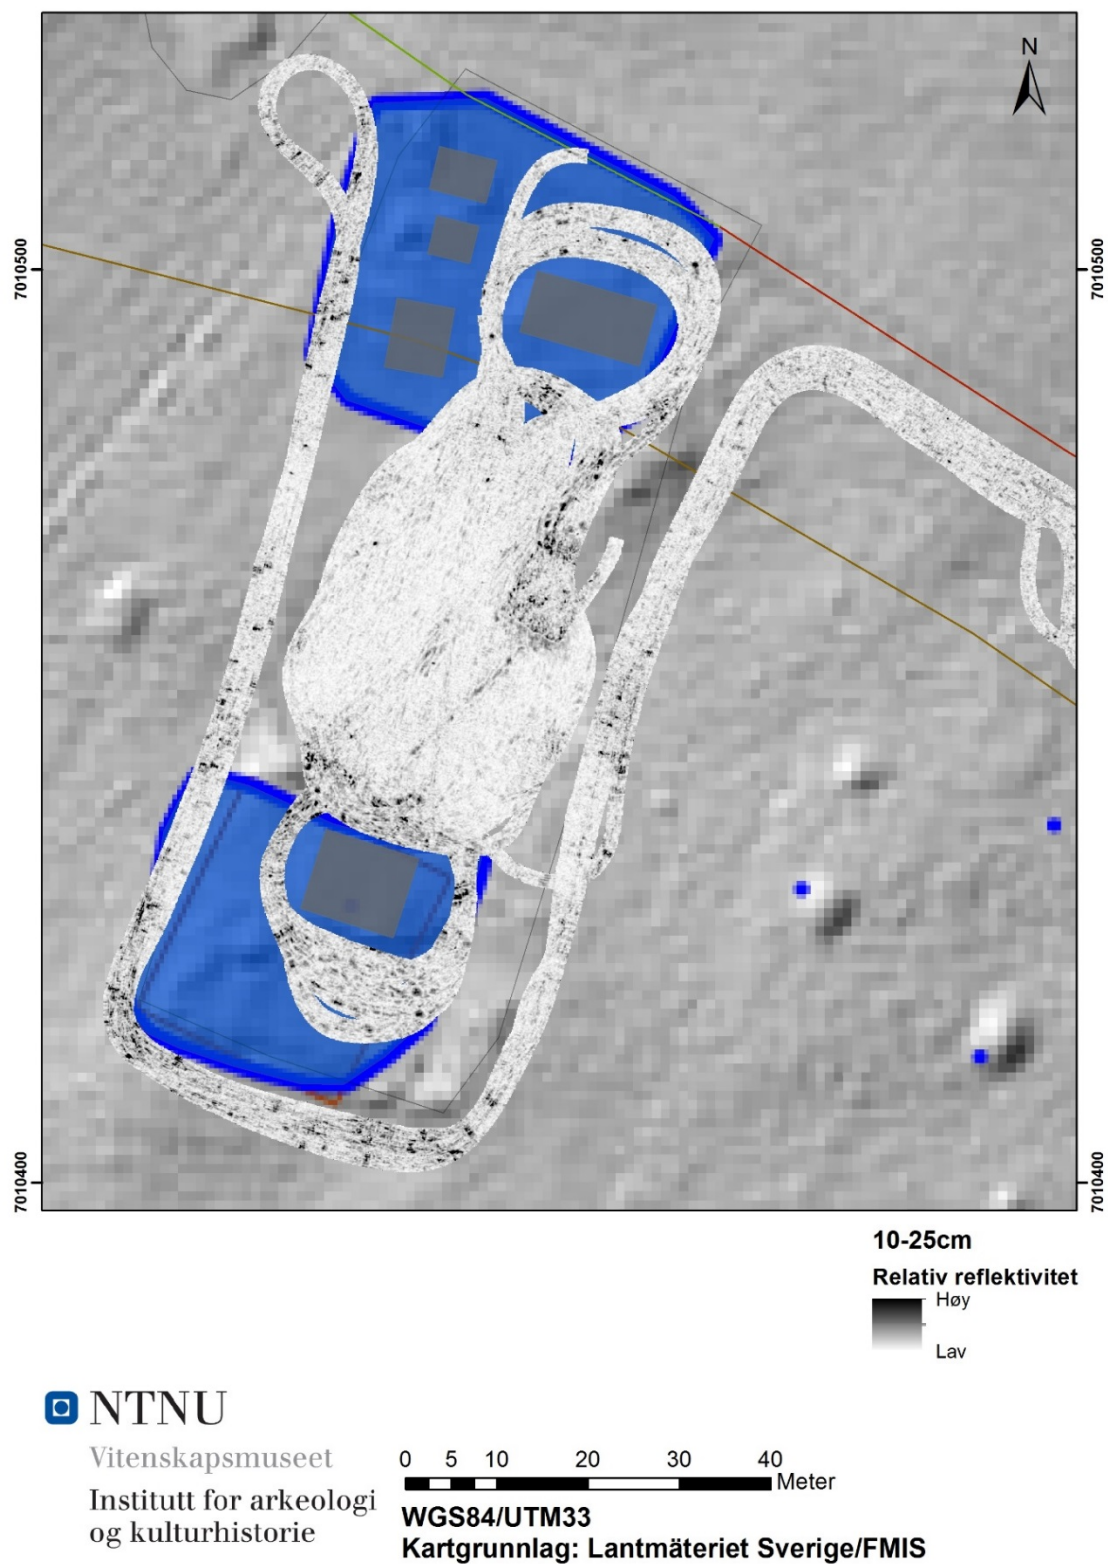 N
7010500
7010500
7010400
7010400
10-25cm
Relativ reflektivitet
Høy
Lav
NTNU
Vitenskapsmuseet
Institutt for arkeologi
og kulturhistorie
0 5 10 20 30 40
Meter
WGS84/UTM33
Kartgrunnlag: Lantmäteriet Sverige/FMIS